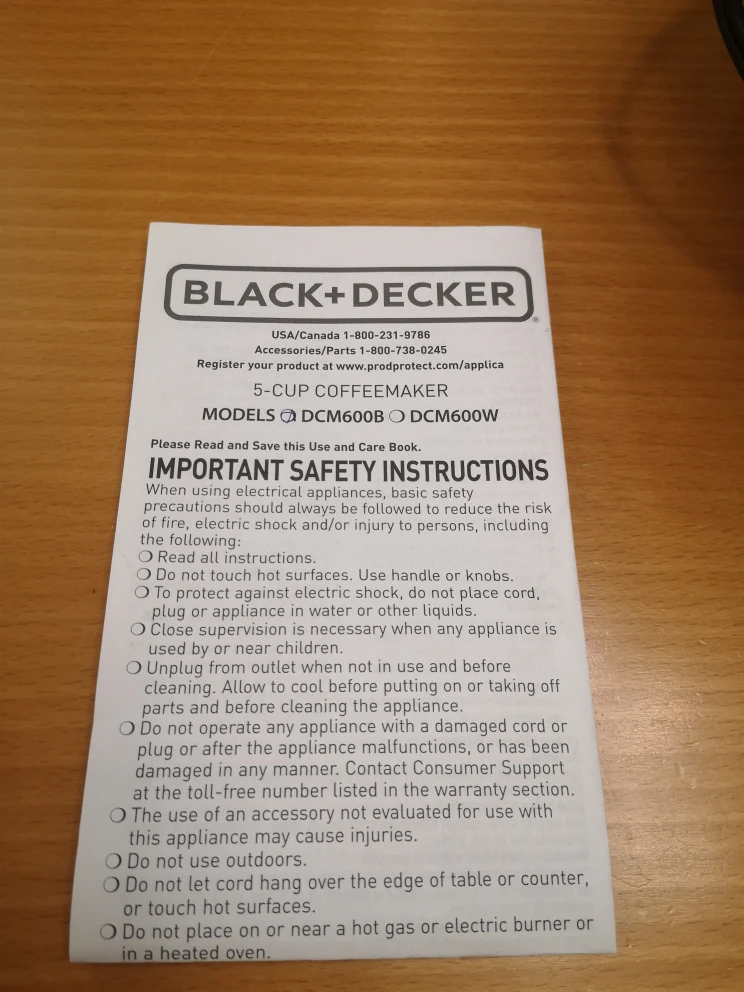 BLACK+DECKER®
USA/Canada 1-800-231-9786
Accessories/Parts 1-800-738-0245
Register your product at www.prodprotect.com/applica
5-CUP COFFEEMAKER
MODELS ❍ DCM600B ❍ DCM600W
Please Read and Save this Use and Care Book.
IMPORTANT SAFETY INSTRUCTIONS
When using electrical appliances, basic safety
precautions should always be followed to reduce the risk
of fire, electric shock and/or injury to persons, including
the following:
❍ Read all instructions.
❍ Do not touch hot surfaces. Use handle or knobs.
❍ To protect against electric shock, do not place cord,
plug or appliance in water or other liquids.
❍ Close supervision is necessary when any appliance is
used by or near children.
❍ Unplug from outlet when not in use and before
cleaning. Allow to cool before putting on or taking off
parts and before cleaning the appliance.
❍ Do not operate any appliance with a damaged cord or
plug or after the appliance malfunctions, or has been
damaged in any manner. Contact Consumer Support
at the toll-free number listed in the warranty section.
❍ The use of an accessory not evaluated for use with
this appliance may cause injuries.
❍ Do not use outdoors.
❍ Do not let cord hang over the edge of table or counter,
or touch hot surfaces.
❍ Do not place on or near a hot gas or electric burner or
in a heated oven.